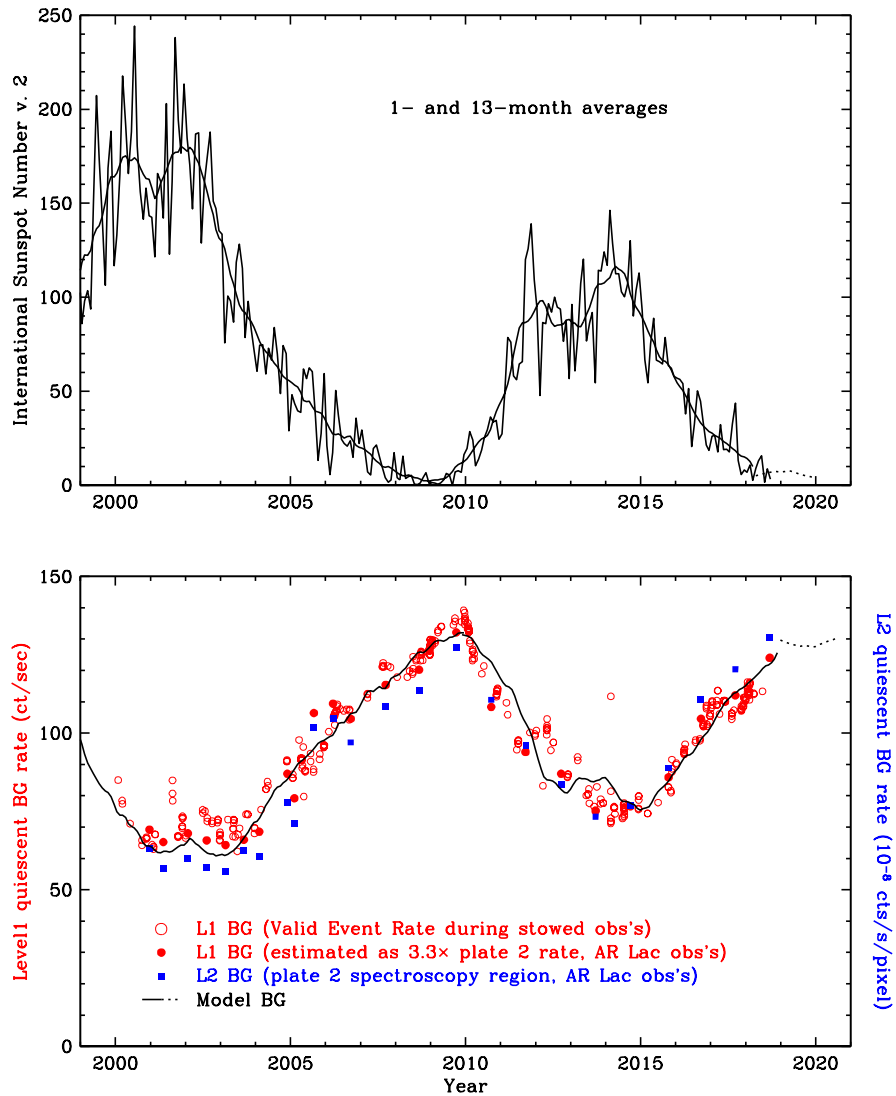 250
200
150
100
50
0
International Sunspot Number v. 2
1- and 13-month averages
2000 2005 2010 2015 2020
150
100
50
0
Level1 quiescent BG rate (ct/sec)
L2 quiescent BG rate (10⁻⁸ cts/s/pixel)
L1 BG (Valid Event Rate during stowed obs's)
L1 BG (estimated as 3.3× plate 2 rate, AR Lac obs's)
L2 BG (plate 2 spectroscopy region, AR Lac obs's)
Model BG
2000 2005 2010 2015 2020
Year